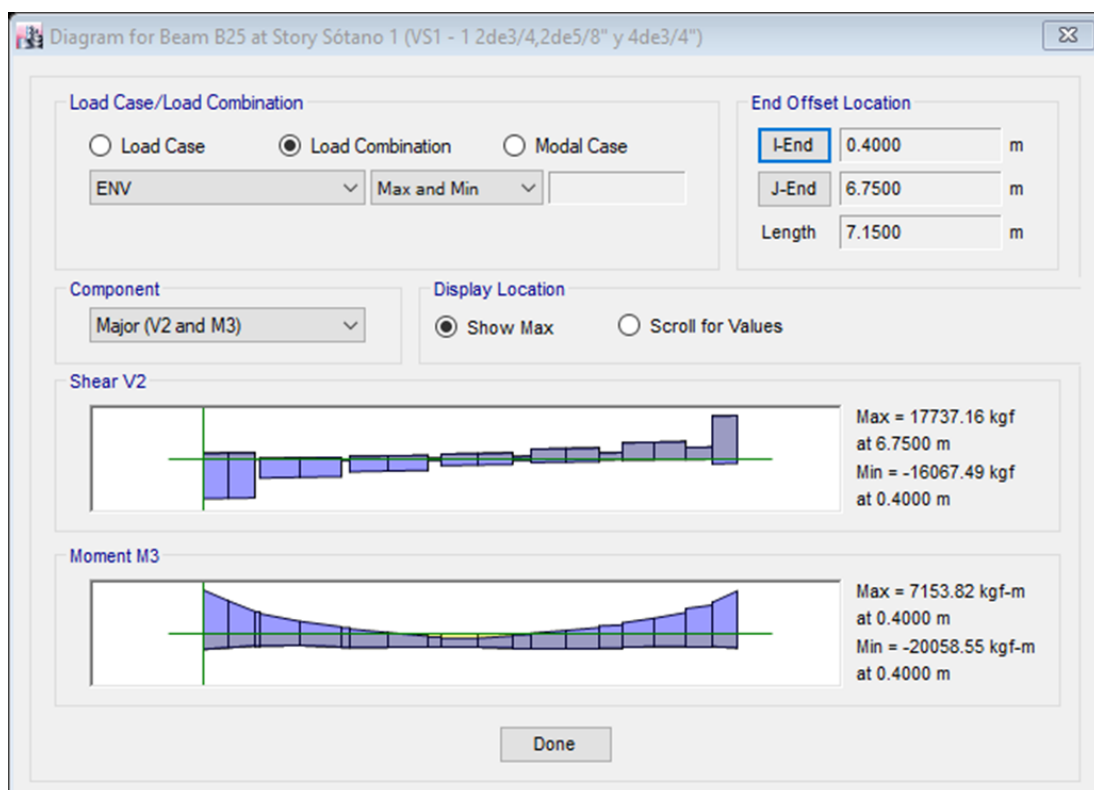 Diagram for Beam B25 at Story Sótano 1 (VS1 - 1 2de3/4,2de5/8" y 4de3/4")
Load Case/Load Combination
Load Case
Load Combination
Modal Case
ENV
Max and Min
End Offset Location
I-End
0.4000
m
J-End
6.7500
m
Length
7.1500
m
Component
Major (V2 and M3)
Display Location
Show Max
Scroll for Values
Shear V2
Max = 17737.16 kgf
at 6.7500 m
Min = -16067.49 kgf
at 0.4000 m
Moment M3
Max = 7153.82 kgf-m
at 0.4000 m
Min = -20058.55 kgf-m
at 0.4000 m
Done